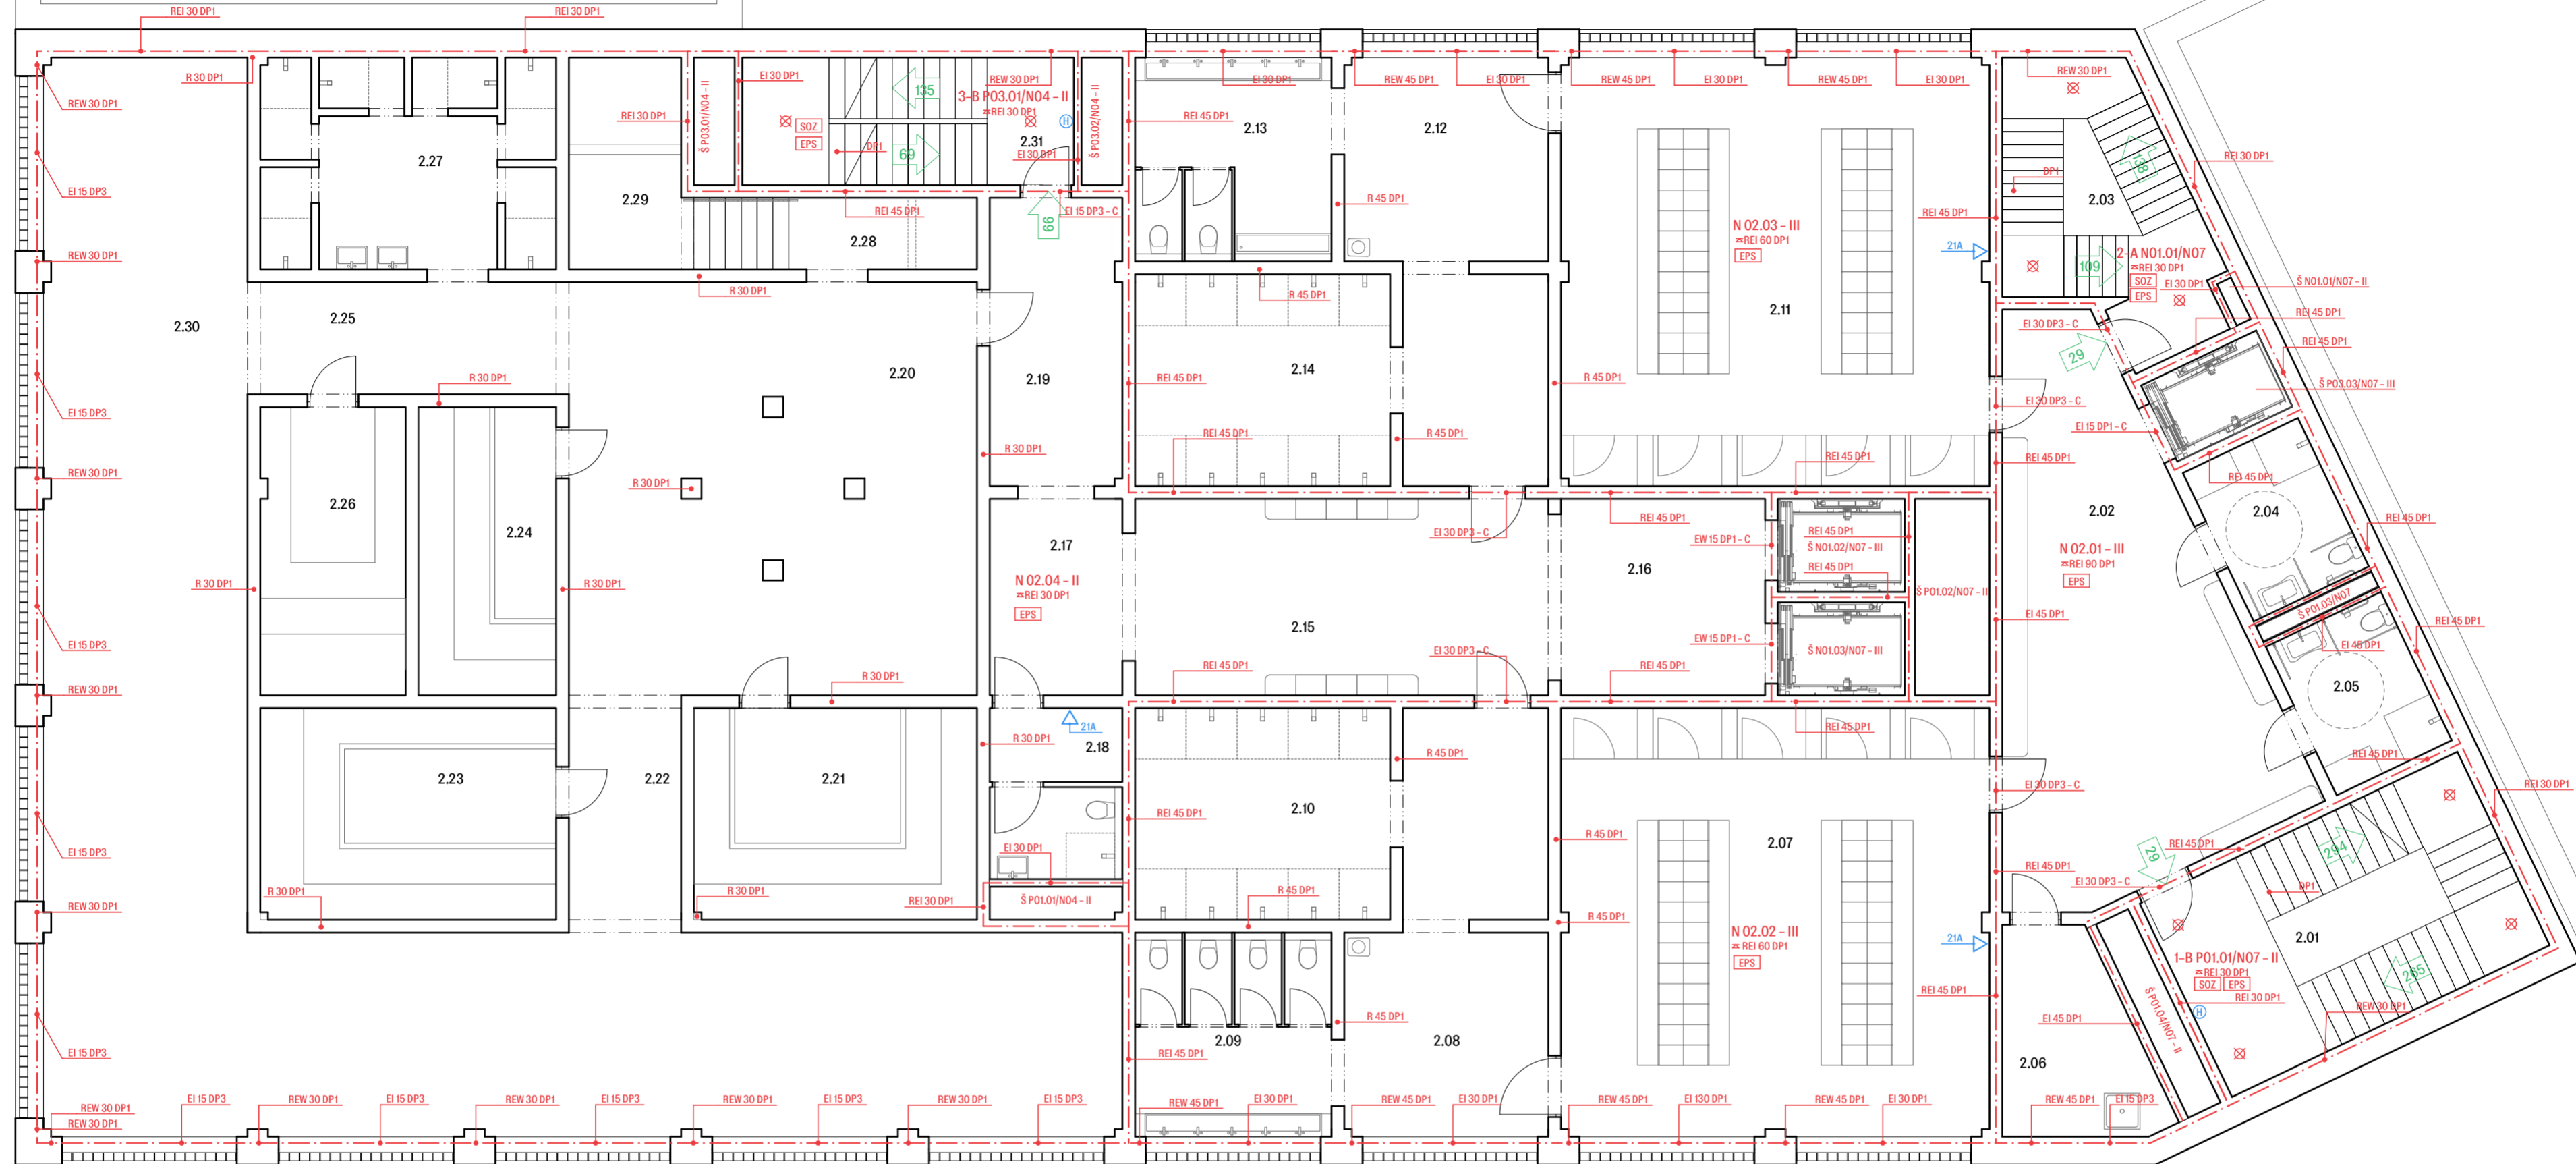 REI 30 DP1
REI 30 DP1
R 30 DP1
EI 30 DP1
REW 30 DP1
EI 30 DP1
REW 45 DP1
EI 30 DP1
REW 45 DP1
EI 30 DP1
REW 45 DP1
EI 30 DP1
REW 30 DP1
REW 30 DP1
135
3-B P03.01/N04 - II
≖REI 30 DP1
REI 30 DP1
Š P03.01/N04 - II
SOZ
EPS
DP1
69
H
2.31
EI 30 DP1
Š P03.02/N04 - II
REI 45 DP1
2.13
2.12
2.27
138
REI 30 DP1
DP1
EI 15 DP3
2.29
REI 45 DP1
66
EI 15 DP3 - C
R 45 DP1
2.03
REI 45 DP1
N 02.03 - III
≖REI 60 DP1
EPS
21A
2.28
REW 30 DP1
109
2-A N01.01/N07
≖REI 30 DP1
SOZ
EPS
EI 30 DP1
Š N01.01/N07 - II
R 30 DP1
R 45 DP1
2.11
2.30
2.25
EI 30 DP3 - C
29
REI 45 DP1
REI 45 DP1
2.20
2.19
2.14
R 30 DP1
REI 45 DP1
R 45 DP1
Š P03.03/N07 - III
EI 15 DP3
EI 30 DP3 - C
EI 15 DP1 - C
REI 45 DP1
R 45 DP1
R 30 DP1
REI 45 DP1
REI 45 DP1
REI 45 DP1
REW 30 DP1
R 30 DP1
2.26
2.24
2.02
2.04
REI 45 DP1
2.17
EI 30 DP3 - C
REI 45 DP1
EW 15 DP1 - C
REI 45 DP1
Š N01.02/N07 - III
REI 45 DP1
N 02.01 - III
≖REI 90 DP1
EPS
R 30 DP1
R 30 DP1
N 02.04 - II
≖REI 30 DP1
EPS
2.16
Š P01.02/N07 - II
Š P01.03/N07
EI 45 DP1
REI 45 DP1
2.15
EI 15 DP3
EW 15 DP1 - C
Š N01.03/N07 - III
EI 45 DP1
EI 30 DP3 - C
REI 45 DP1
REI 45 DP1
R 30 DP1
2.05
REW 30 DP1
21A
REI 45 DP1
R 30 DP1
2.18
R 45 DP1
REI 45 DP1
2.23
2.22
2.21
EI 30 DP3 - C
REI 30 DP1
2.10
REI 45 DP1
2.07
R 45 DP1
REI 45 DP1
29
294
EI 15 DP3
EI 30 DP1
REI 45 DP1
EI 30 DP3 - C
DP1
R 30 DP1
R 30 DP1
R 45 DP1
REI 30 DP1
Š P01.01/N04 - II
REW 30 DP1
R 45 DP1
N 02.02 - III
≖ REI 60 DP1
EPS
21A
2.01
1-B P01.01/N07 - II
≖REI 30 DP1
SOZ
EPS
265
REI 45 DP1
REI 30 DP1
REW 30 DP1
H
R 45 DP1
EI 45 DP1
Š P01.04/N07 - II
2.09
2.08
EI 15 DP3
REI 45 DP1
2.06
REW 30 DP1
REW 30 DP1
EI 15 DP3
REW 30 DP1
EI 15 DP3
REW 30 DP1
EI 15 DP3
REW 30 DP1
EI 15 DP3
REW 30 DP1
EI 15 DP3
REW 45 DP1
EI 30 DP1
REW 45 DP1
EI 30 DP1
REW 45 DP1
EI 130 DP1
REW 45 DP1
EI 30 DP1
REW 45 DP1
EI 15 DP3